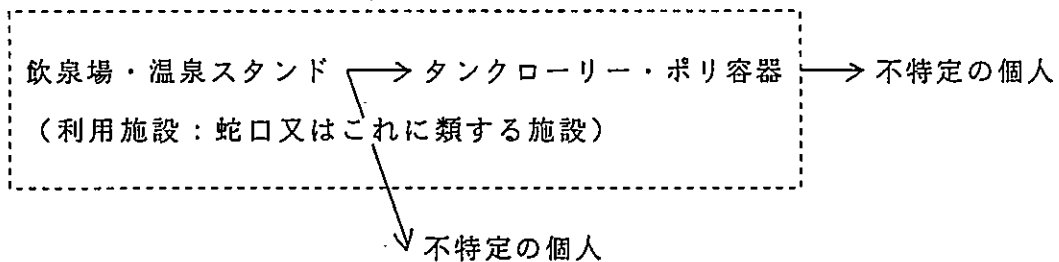 飲泉場・温泉スタンド → タンクローリー・ポリ容器 → 不特定の個人
(利用施設:蛇口又はこれに類する施設)
不特定の個人